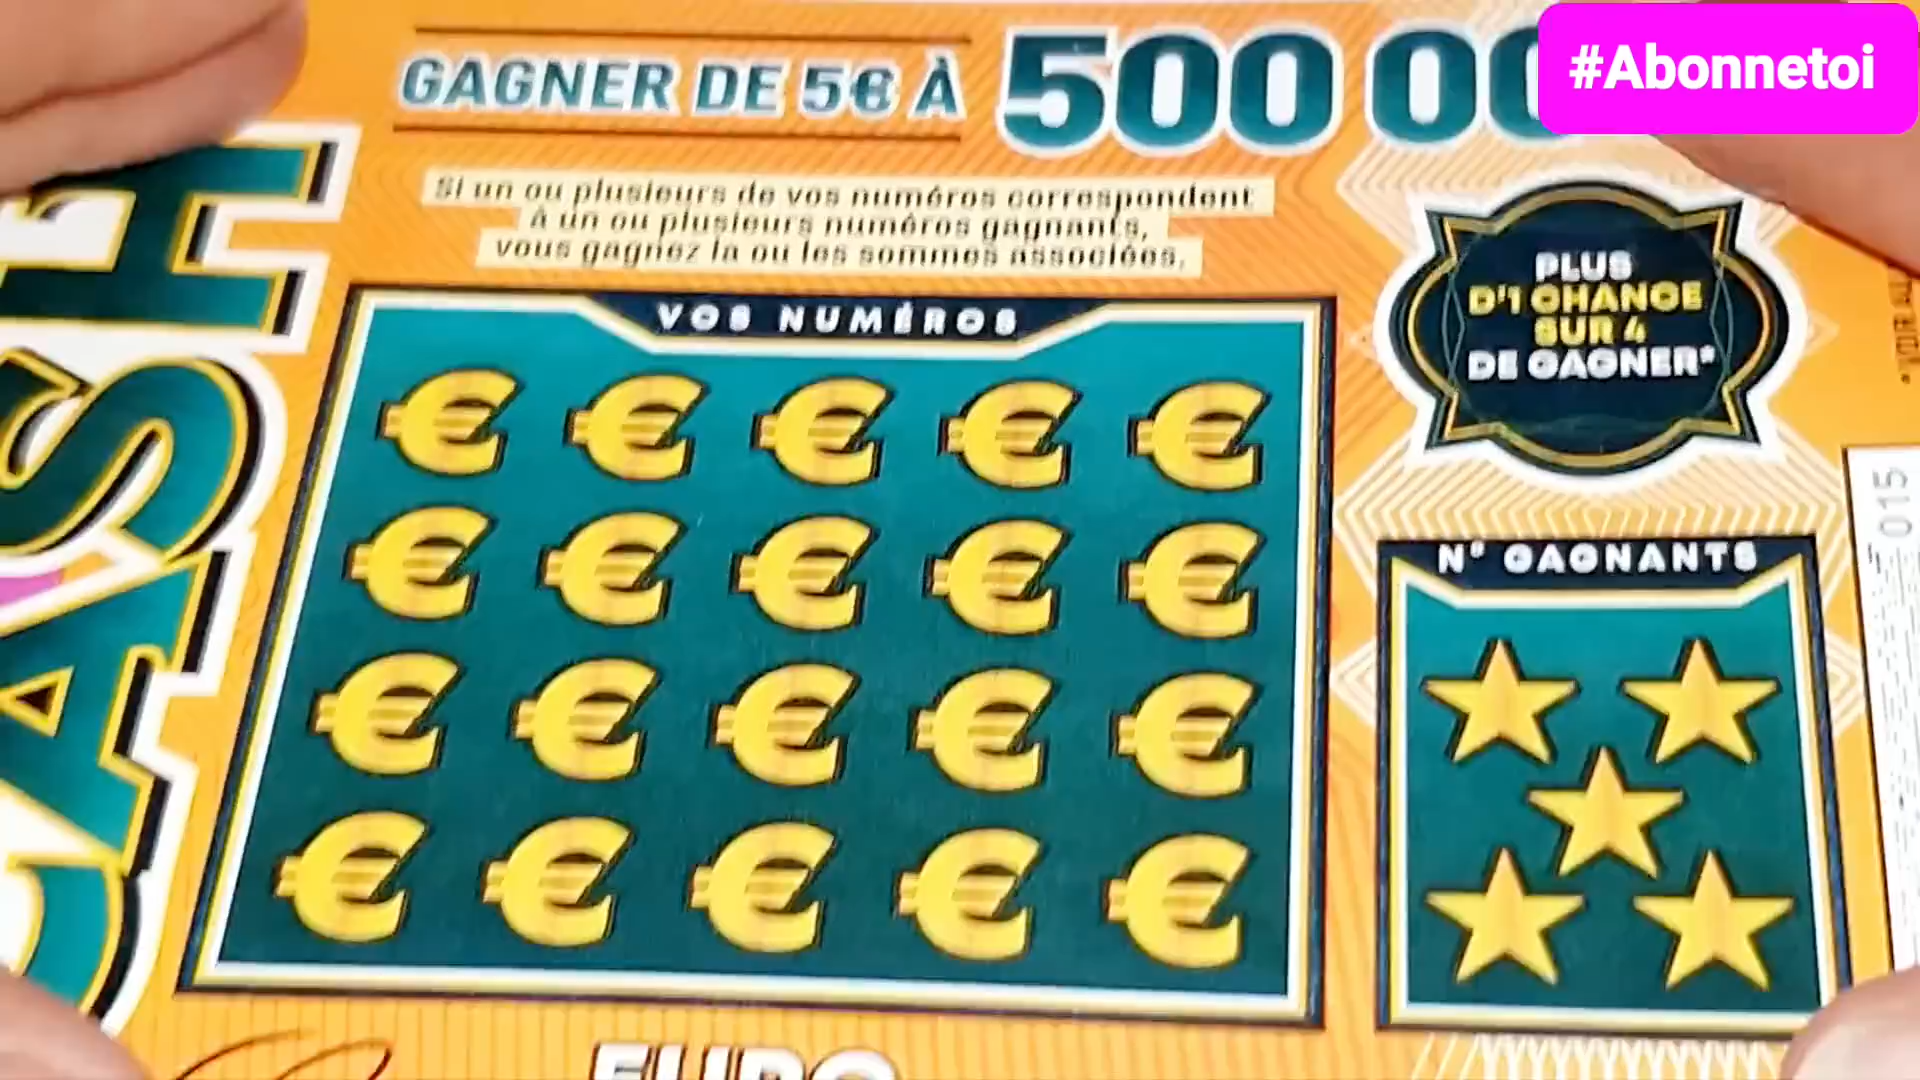 #Abonnetoi
GAGNER DE 5€ À 500 00
Si un ou plusieurs de vos numéros correspondent
à un ou plusieurs numéros gagnants,
vous gagnez la ou les sommes associées.
CASH
VOS NUMÉROS
PLUS
D'1 CHANCE
SUR 4
DE GAGNER*
N° GAGNANTS
015
EURO